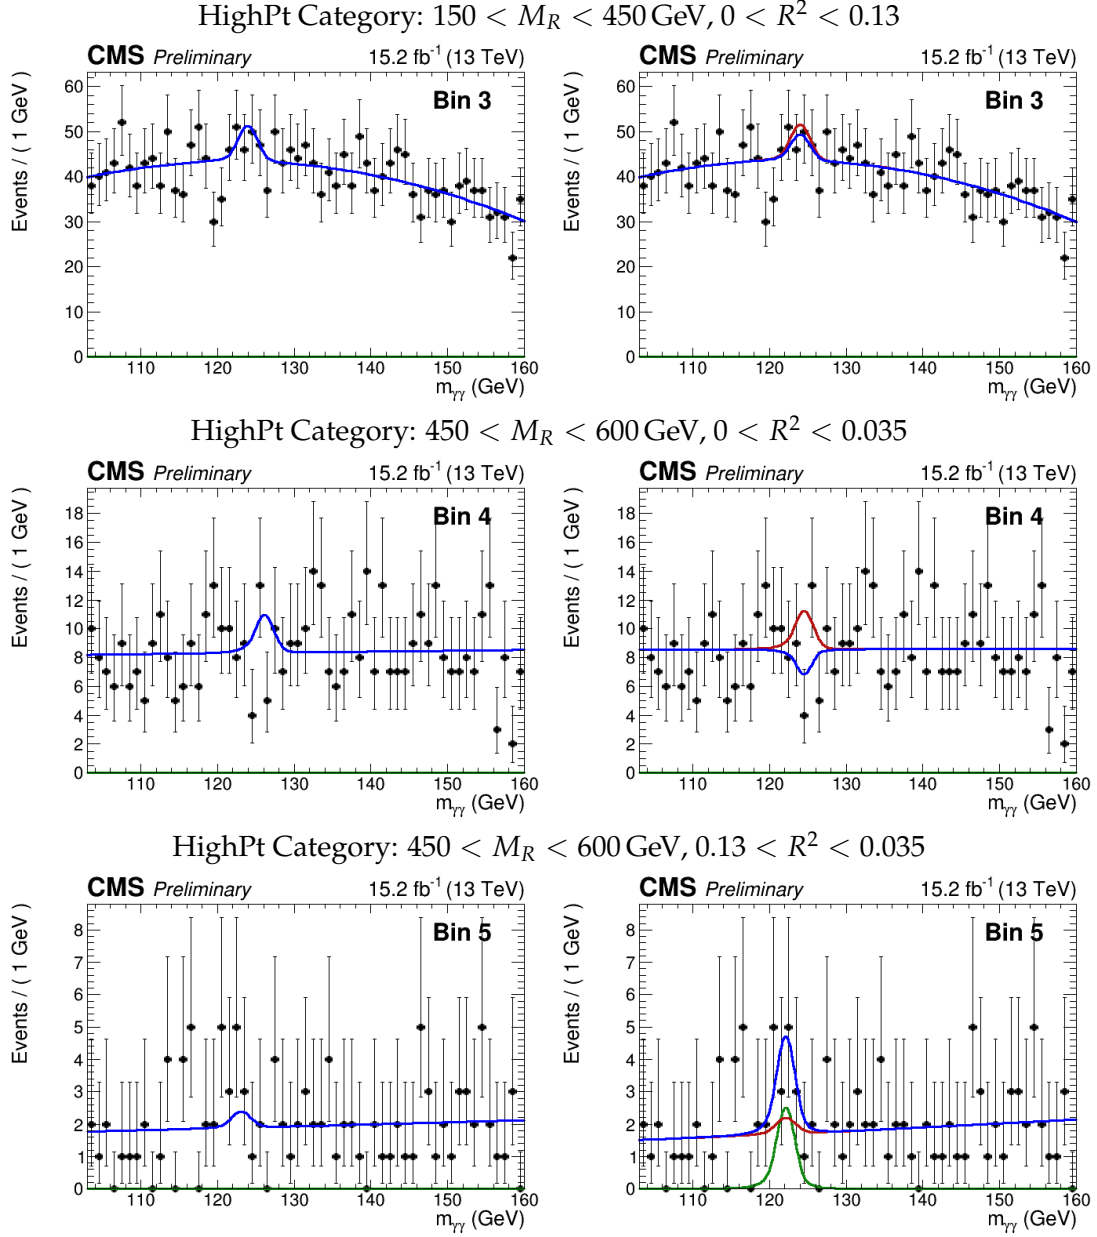 HighPt Category: 150 < M_R < 450 GeV, 0 < R² < 0.13
CMS Preliminary 15.2 fb⁻¹ (13 TeV)
CMS Preliminary 15.2 fb⁻¹ (13 TeV)
Bin 3
Bin 3
Events / ( 1 GeV )
60
50
40
30
20
10
0
110 120 130 140 150 160
m_γγ (GeV)
Events / ( 1 GeV )
60
50
40
30
20
10
0
110 120 130 140 150 160
m_γγ (GeV)
HighPt Category: 450 < M_R < 600 GeV, 0 < R² < 0.035
CMS Preliminary 15.2 fb⁻¹ (13 TeV)
CMS Preliminary 15.2 fb⁻¹ (13 TeV)
Bin 4
Bin 4
Events / ( 1 GeV )
18
16
14
12
10
8
6
4
2
0
110 120 130 140 150 160
m_γγ (GeV)
Events / ( 1 GeV )
18
16
14
12
10
8
6
4
2
0
110 120 130 140 150 160
m_γγ (GeV)
HighPt Category: 450 < M_R < 600 GeV, 0.13 < R² < 0.035
CMS Preliminary 15.2 fb⁻¹ (13 TeV)
CMS Preliminary 15.2 fb⁻¹ (13 TeV)
Bin 5
Bin 5
Events / ( 1 GeV )
8
7
6
5
4
3
2
1
0
110 120 130 140 150 160
m_γγ (GeV)
Events / ( 1 GeV )
8
7
6
5
4
3
2
1
0
110 120 130 140 150 160
m_γγ (GeV)